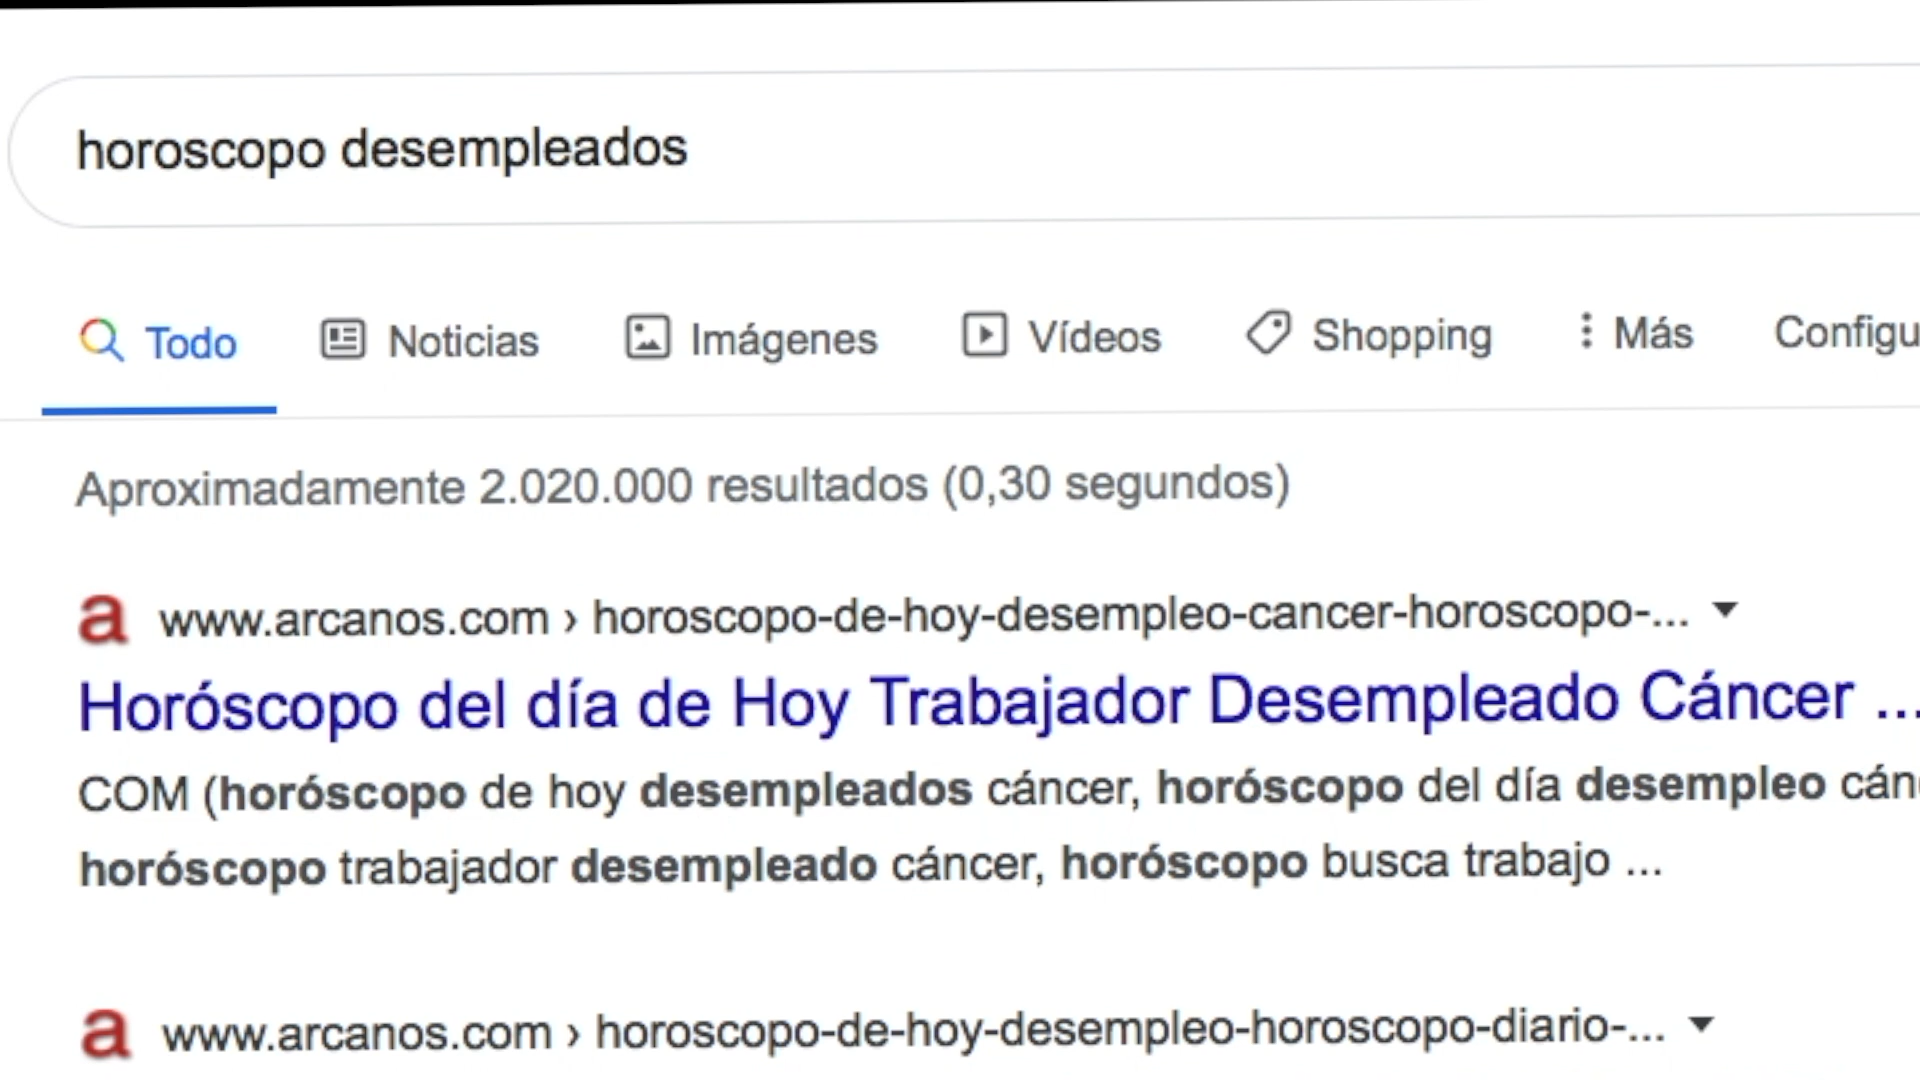 horoscopo desempleados
Todo Noticias Imágenes Vídeos Shopping Más Configu
Aproximadamente 2.020.000 resultados (0,30 segundos)
a www.arcanos.com › horoscopo-de-hoy-desempleo-cancer-horoscopo-...
Horóscopo del día de Hoy Trabajador Desempleado Cáncer ...
COM (horóscopo de hoy desempleados cáncer, horóscopo del día desempleo cánc
horóscopo trabajador desempleado cáncer, horóscopo busca trabajo ...
a www.arcanos.com › horoscopo-de-hoy-desempleo-horoscopo-diario-...